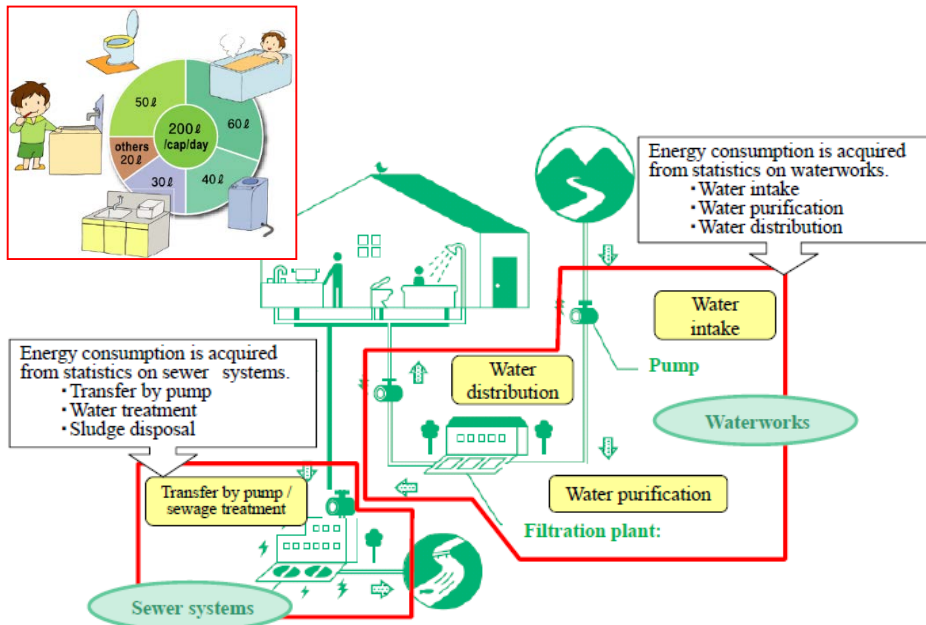 50ℓ
60ℓ
200ℓ
/cap/day
others
20ℓ
30ℓ
40ℓ
Energy consumption is acquired
from statistics on waterworks.
・Water intake
・Water purification
・Water distribution
Water
intake
Pump
Water
distribution
Waterworks
Energy consumption is acquired
from statistics on sewer systems.
・Transfer by pump
・Water treatment
・Sludge disposal
Transfer by pump /
sewage treatment
Water purification
Filtration plant:
Sewer systems